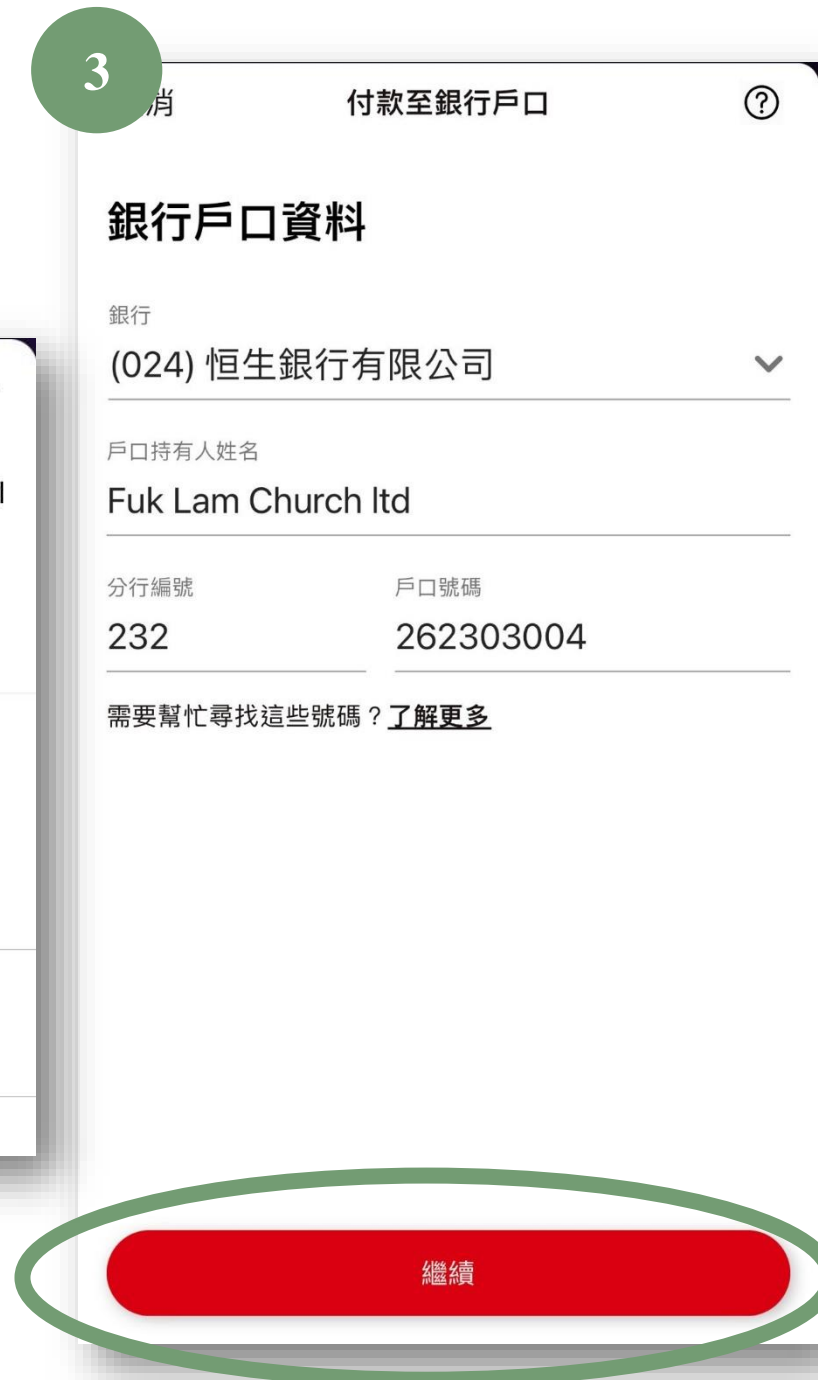 3
消
付款至銀行戶口
?
銀行戶口資料
銀行
(024) 恒生銀行有限公司
戶口持有人姓名
Fuk Lam Church ltd
分行編號 戶口號碼
232 262303004
需要幫忙尋找這些號碼？了解更多
繼續